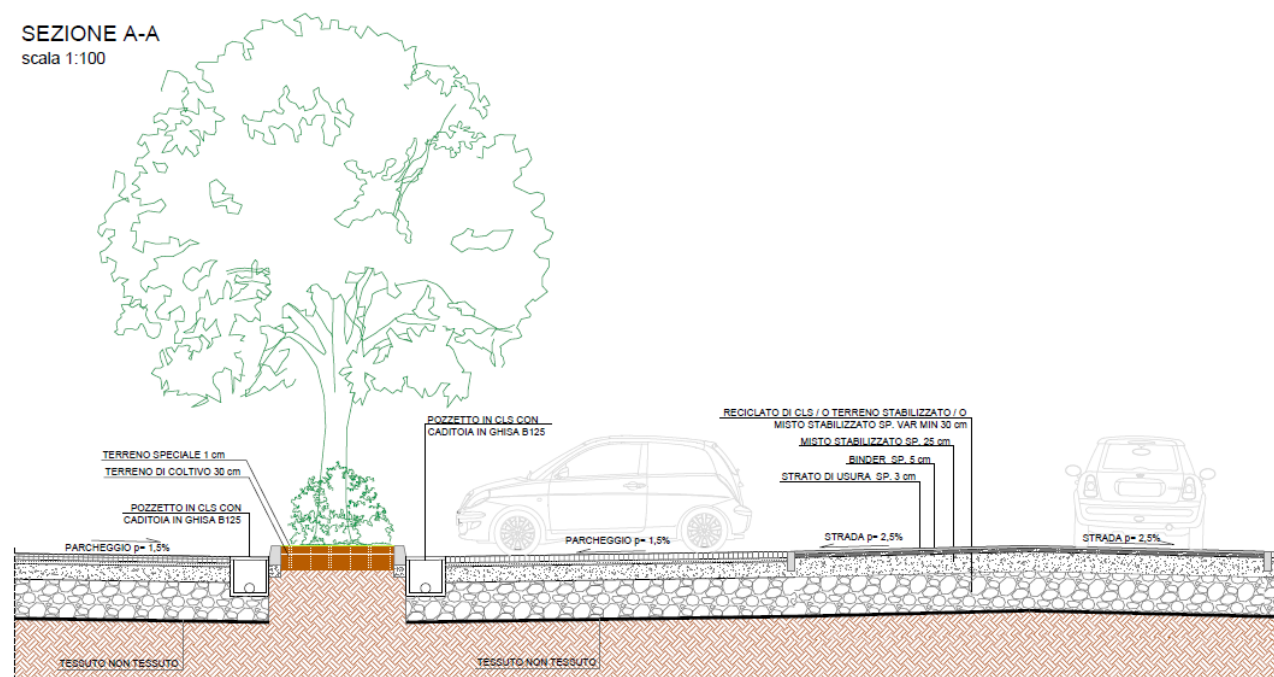 SEZIONE A-A
scala 1:100
POZZETTO IN CLS CON
CADITOIA IN GHISA B125
RECICLATO DI CLS / O TERRENO STABILIZZATO / O
MISTO STABILIZZATO SP. VAR MIN 30 cm
MISTO STABILIZZATO SP. 25 cm
BINDER SP. 5 cm
STRATO DI USURA SP. 3 cm
TERRENO SPECIALE 1 cm
TERRENO DI COLTIVO 30 cm
POZZETTO IN CLS CON
CADITOIA IN GHISA B125
PARCHEGGIO p= 1,5%
PARCHEGGIO p= 1,5%
STRADA p= 2,5%
STRADA p= 2,5%
TESSUTO NON TESSUTO
TESSUTO NON TESSUTO